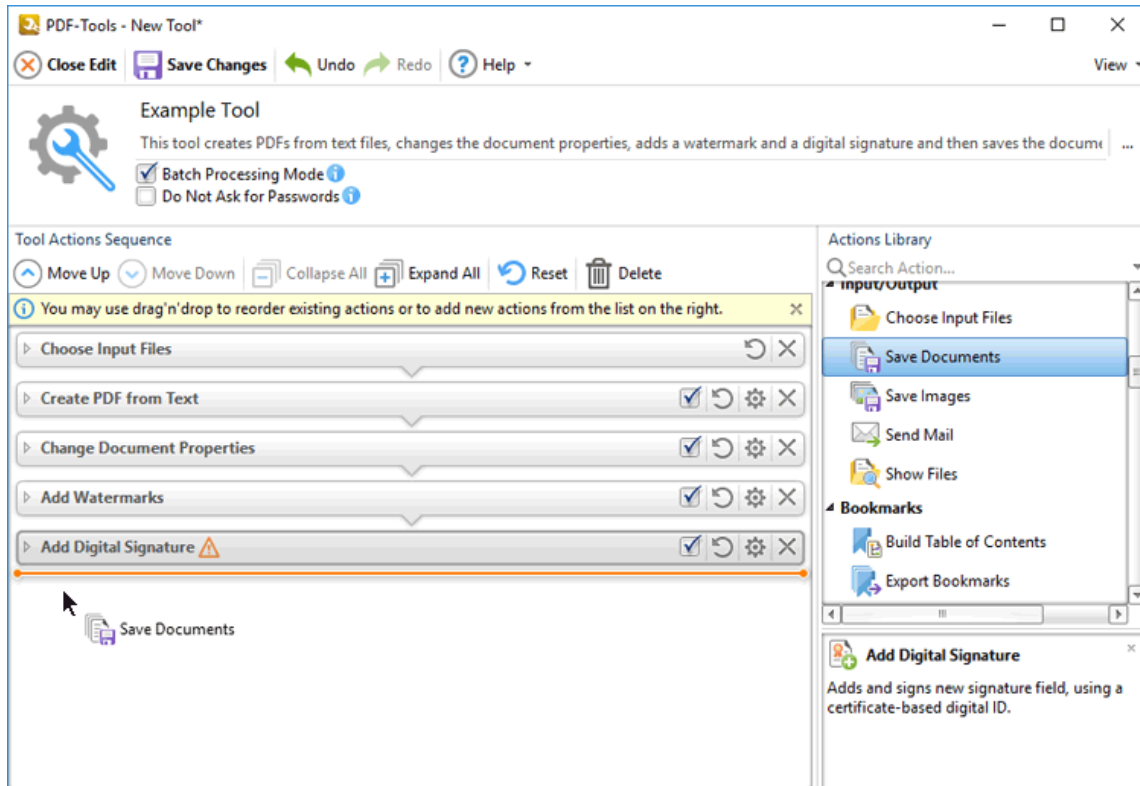 PDF-Tools - New Tool*
Close Edit Save Changes Undo Redo Help View
Example Tool
This tool creates PDFs from text files, changes the document properties, adds a watermark and a digital signature and then saves the docume ...
Batch Processing Mode
Do Not Ask for Passwords
Tool Actions Sequence
Move Up Move Down Collapse All Expand All Reset Delete
You may use drag'n'drop to reorder existing actions or to add new actions from the list on the right.
Choose Input Files
Create PDF from Text
Change Document Properties
Add Watermarks
Add Digital Signature
Save Documents
Actions Library
Search Action...
Input/Output
Choose Input Files
Save Documents
Save Images
Send Mail
Show Files
Bookmarks
Build Table of Contents
Export Bookmarks
Add Digital Signature
Adds and signs new signature field, using a
certificate-based digital ID.